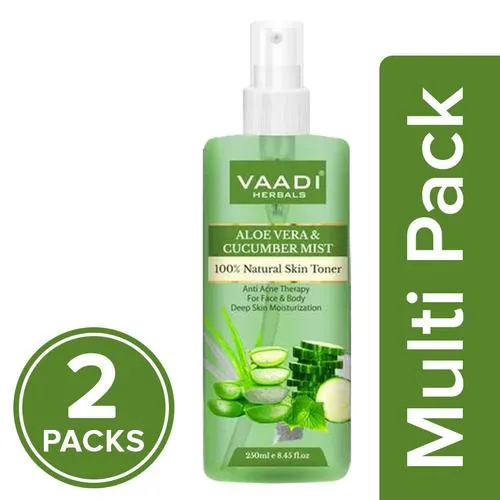 VAADI
HERBALS
ALOE VERA &
CUCUMBER MIST
100% Natural Skin Toner
Anti Acne Therapy
For Face & Body
Deep Skin Moisturization
250ml e 8.45 fl.oz
2
PACKS
Multi Pack